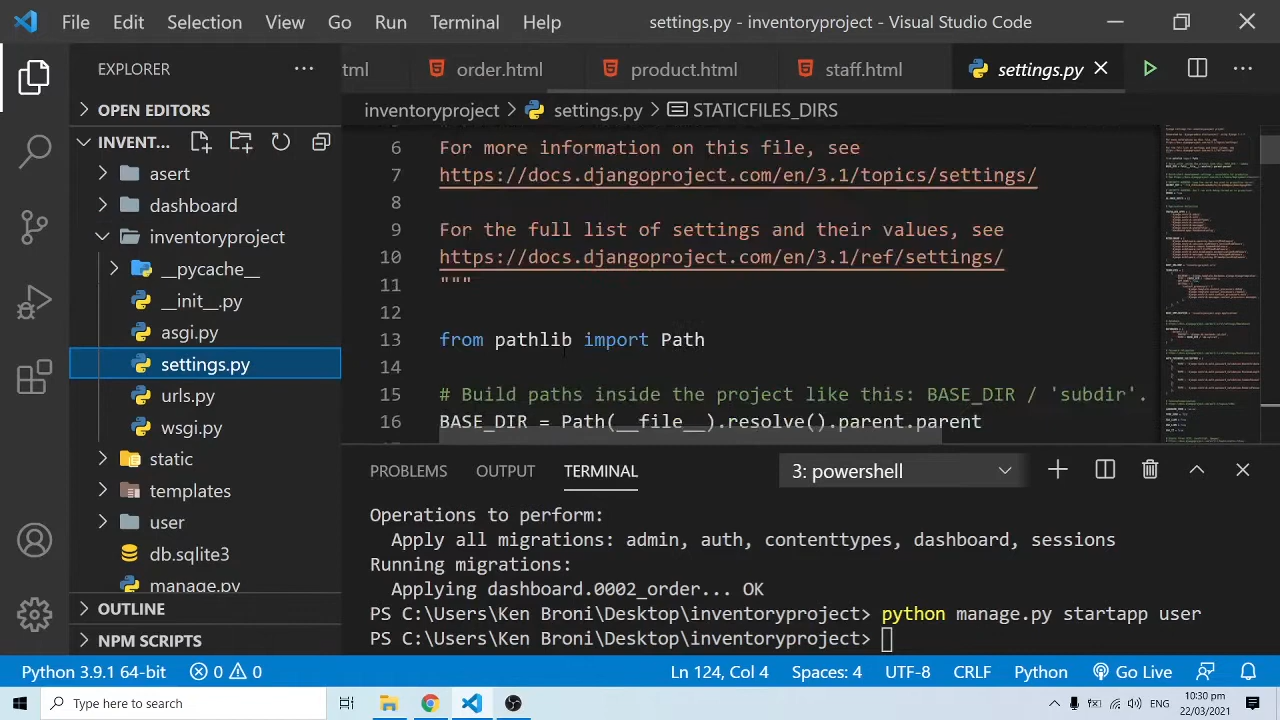 File Edit Selection View Go Run Terminal Help
settings.py - inventoryproject - Visual Studio Code
EXPLORER
tml order.html product.html staff.html settings.py
OPEN EDITORS
inventoryproject > settings.py > STATICFILES_DIRS
INVENT...
asert
dashboard
inventoryproject
__pycache__
__init__.py
asgi.py
settings.py
urls.py
wsgi.py
static
templates
user
db.sqlite3
manage.py
OUTLINE
NPM SCRIPTS
6 For more information on this file, see
7 https://docs.djangoproject.com/en/3.1/topics/settings/
8
9 For the full list of settings and their values, see
10 https://docs.djangoproject.com/en/3.1/ref/settings/
11 """
12
13 from pathlib import Path
14
15 # Build paths inside the project like this: BASE_DIR / 'subdir'.
16 BASE_DIR = Path(__file__).resolve().parent.parent
PROBLEMS OUTPUT TERMINAL 3: powershell
Operations to perform:
Apply all migrations: admin, auth, contenttypes, dashboard, sessions
Running migrations:
Applying dashboard.0002_order... OK
PS C:\Users\Ken Broni\Desktop\inventoryproject> python manage.py startapp user
PS C:\Users\Ken Broni\Desktop\inventoryproject>
Python 3.9.1 64-bit 0 0 Ln 124, Col 4 Spaces: 4 UTF-8 CRLF Python Go Live
Type here to search
ENG
10:30 pm
22/03/2021